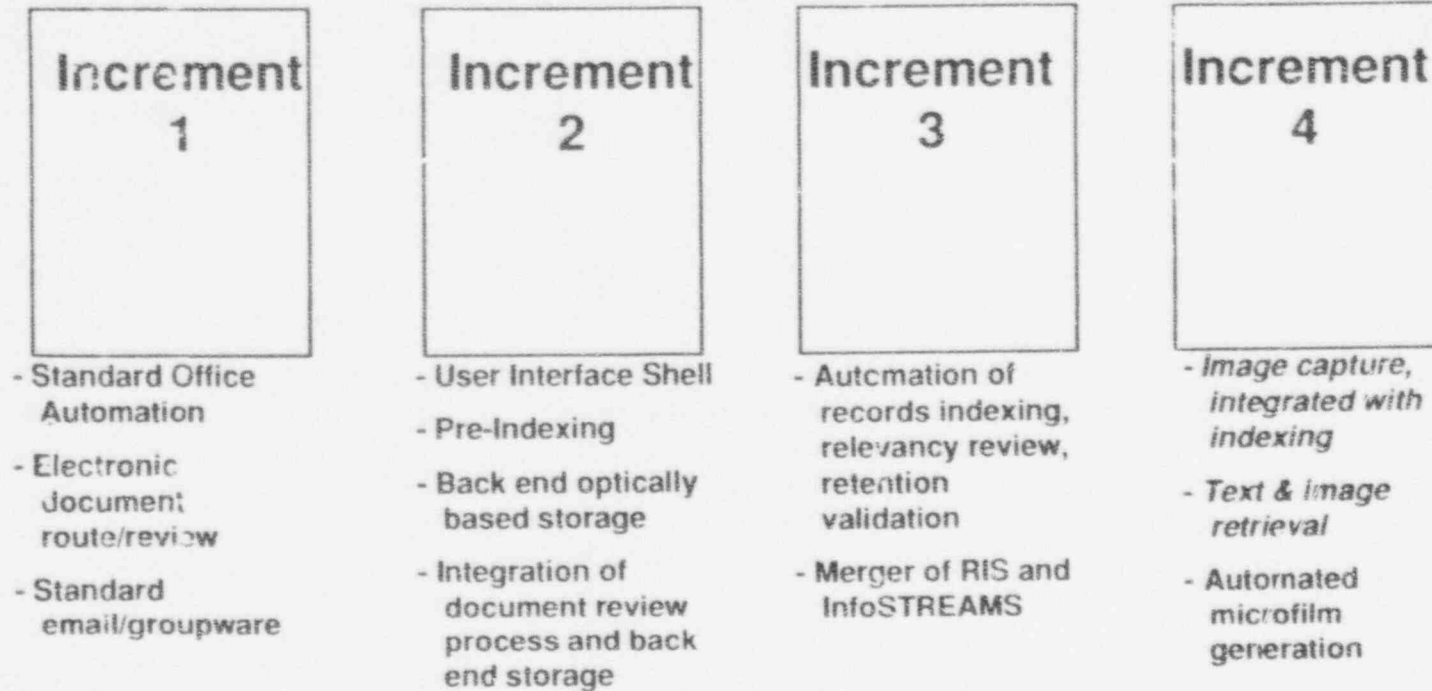 Increment
1
- Standard Office
Automation
- Electronic
document
route/review
- Standard
email/groupware
Increment
2
- User Interface Shell
- Pre-Indexing
- Back end optically
based storage
- Integration of
document review
process and back
end storage
Increment
3
- Automation of
records indexing,
relevancy review,
retention
validation
- Merger of RIS and
InfoSTREAMS
Increment
4
- Image capture,
integrated with
indexing
- Text & image
retrieval
- Automated
microfilm
generation